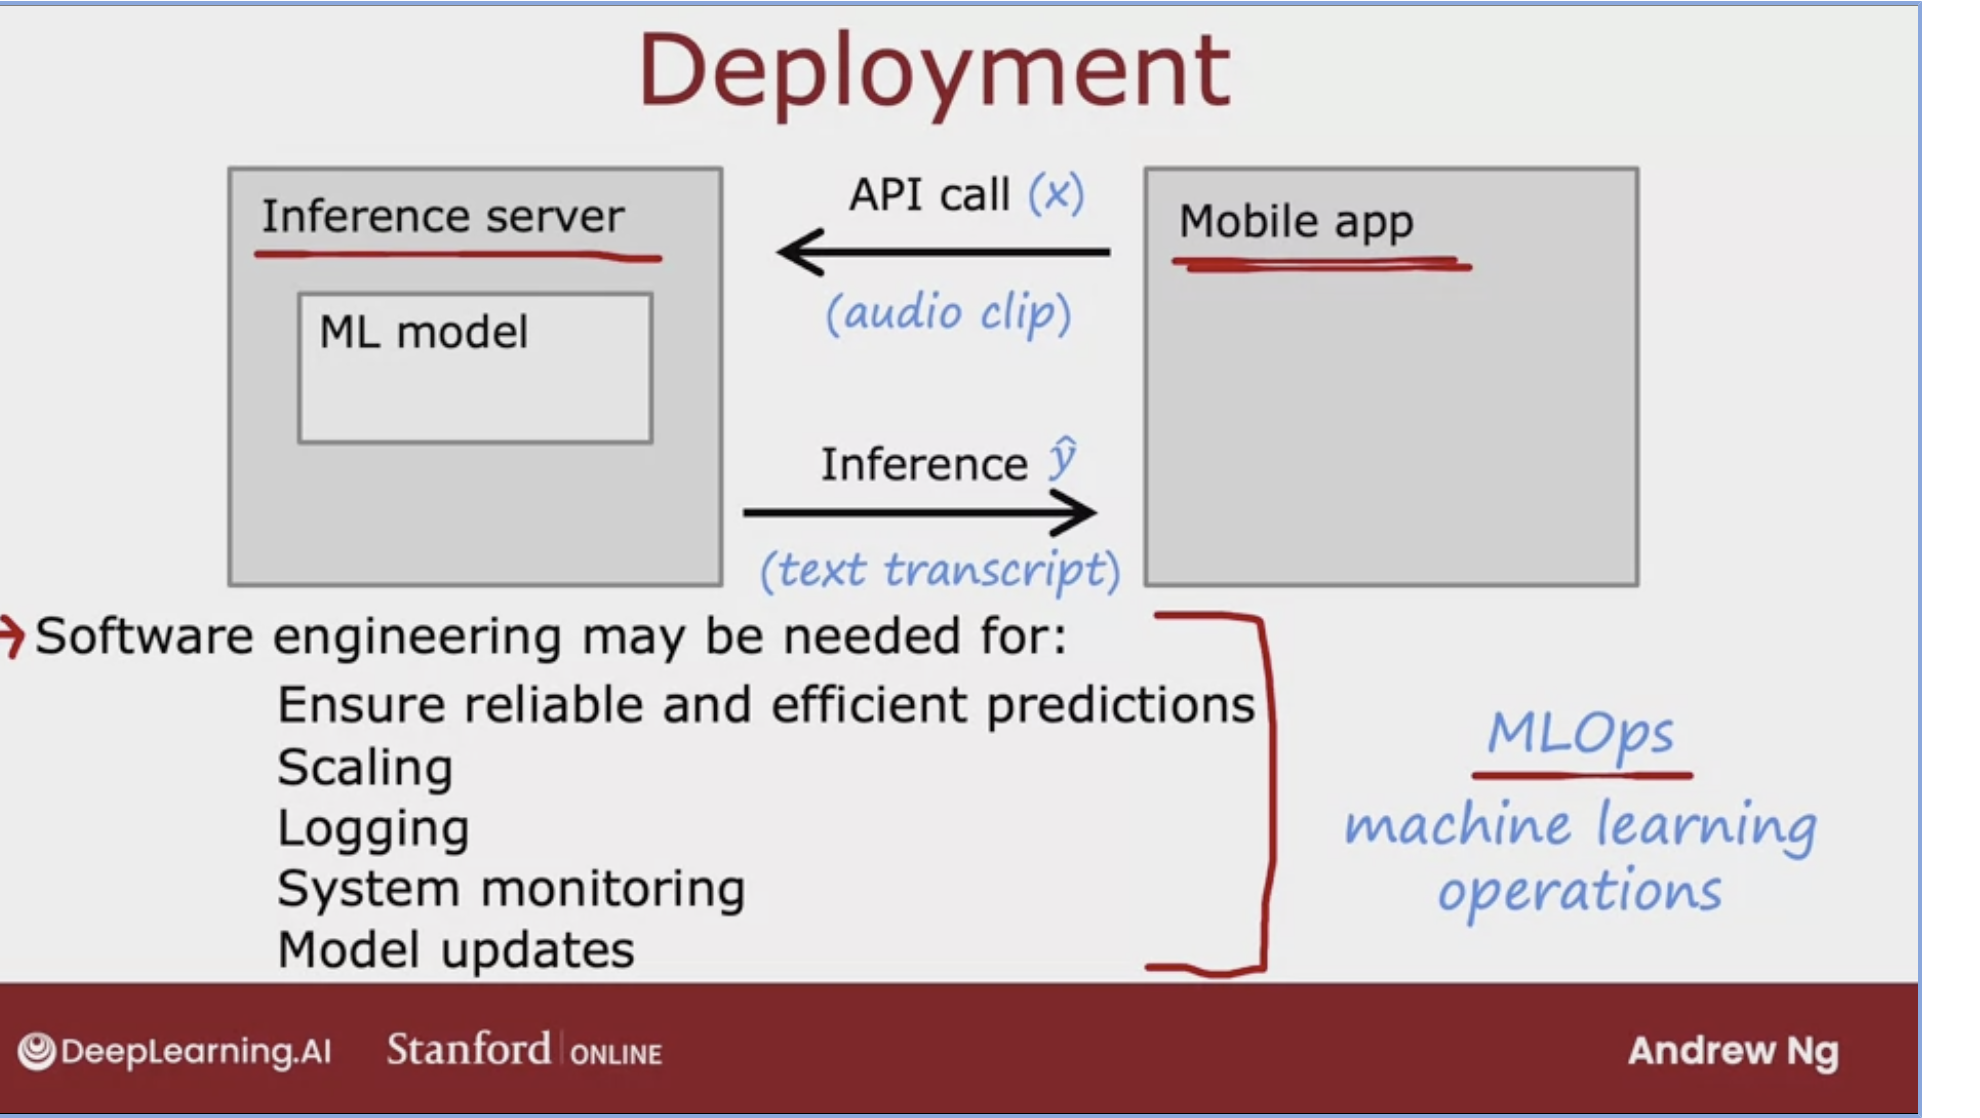 Deployment
Inference server
ML model
API call (x)
(audio clip)
Inference ŷ
(text transcript)
Mobile app
Software engineering may be needed for:
Ensure reliable and efficient predictions
Scaling
Logging
System monitoring
Model updates
MLOps
machine learning
operations
DeepLearning.AI
Stanford | ONLINE
Andrew Ng